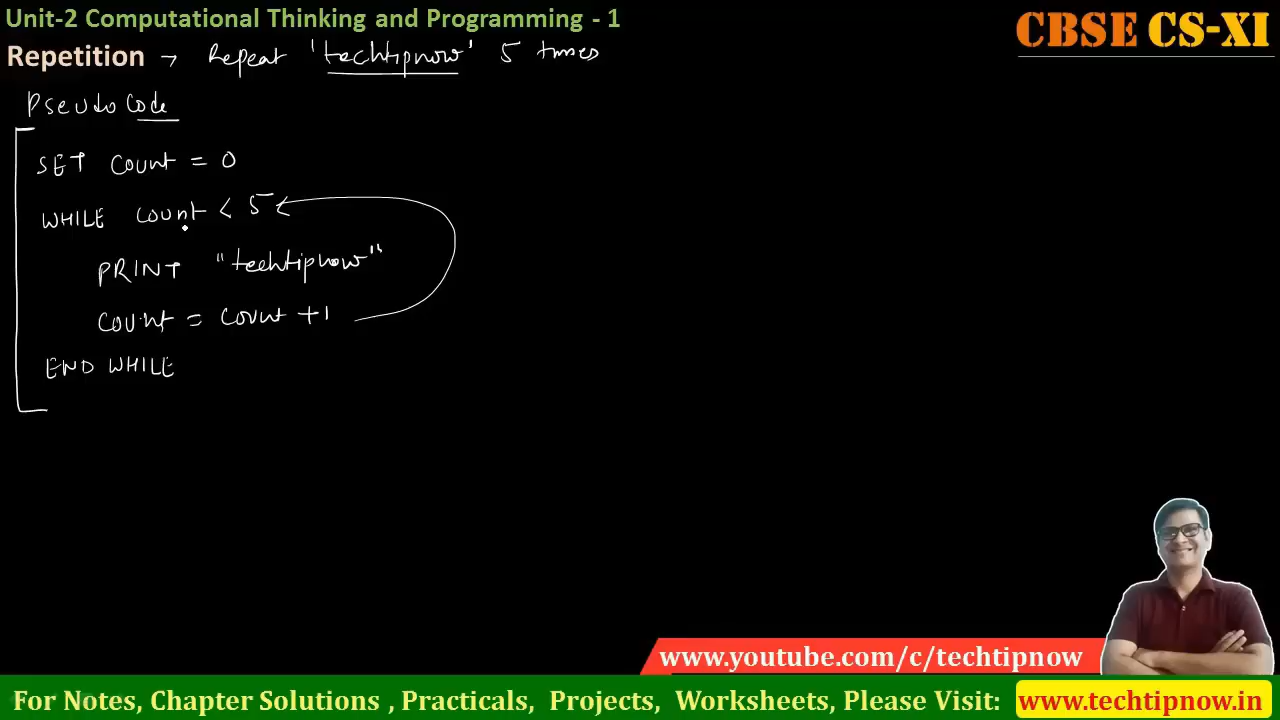 Unit-2 Computational Thinking and Programming - 1
CBSE CS-XI
Repetition → Repeat 'techtipnow' 5 times
Pseudo Code
SET Count = 0
WHILE Count < 5
PRINT "techtipnow"
Count = Count + 1
END WHILE
www.youtube.com/c/techtipnow
For Notes, Chapter Solutions , Practicals, Projects, Worksheets, Please Visit: www.techtipnow.in